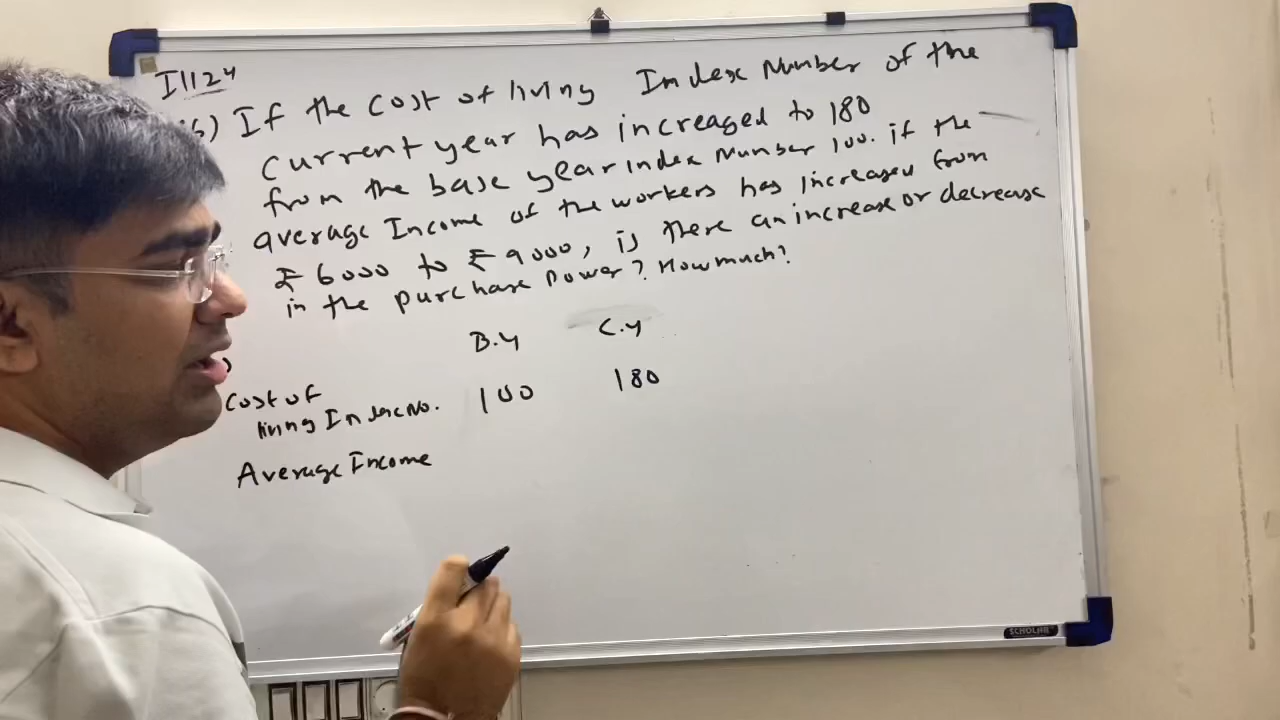 I1124
6) If the cost of living Index Number of the
current year has increased to 180
from the base year index Number 100. if the
average Income of the workers has increased from
₹ 6000 to ₹ 9000, is there an increase or decrease
in the purchase Power? How much?
B.Y C.Y
cost of
living Index No. 100 180
Average Income
SCHOLAR